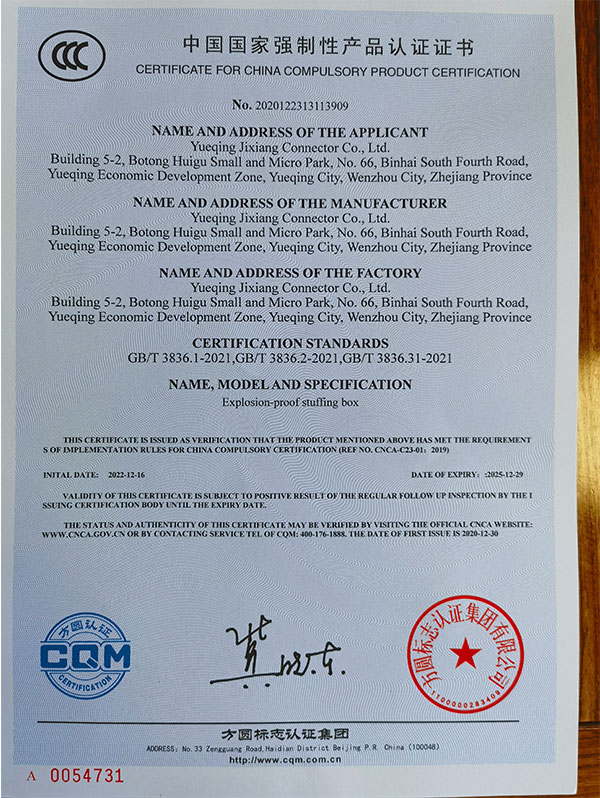 CCC
中国国家强制性产品认证证书
CERTIFICATE FOR CHINA COMPULSORY PRODUCT CERTIFICATION
No. 2020122313113909
NAME AND ADDRESS OF THE APPLICANT
Yueqing Jixiang Connector Co., Ltd.
Building 5-2, Botong Huigu Small and Micro Park, No. 66, Binhai South Fourth Road,
Yueqing Economic Development Zone, Yueqing City, Wenzhou City, Zhejiang Province
NAME AND ADDRESS OF THE MANUFACTURER
Yueqing Jixiang Connector Co., Ltd.
Building 5-2, Botong Huigu Small and Micro Park, No. 66, Binhai South Fourth Road,
Yueqing Economic Development Zone, Yueqing City, Wenzhou City, Zhejiang Province
NAME AND ADDRESS OF THE FACTORY
Yueqing Jixiang Connector Co., Ltd.
Building 5-2, Botong Huigu Small and Micro Park, No. 66, Binhai South Fourth Road,
Yueqing Economic Development Zone, Yueqing City, Wenzhou City, Zhejiang Province
CERTIFICATION STANDARDS
GB/T 3836.1-2021,GB/T 3836.2-2021,GB/T 3836.31-2021
NAME, MODEL AND SPECIFICATION
Explosion-proof stuffing box
THIS CERTIFICATE IS ISSUED AS VERIFICATION THAT THE PRODUCT MENTIONED ABOVE HAS MET THE REQUIREMENT
S OF IMPLEMENTATION RULES FOR CHINA COMPULSORY CERTIFICATION (REF NO. CNCA-C23-01：2019)
INITAL DATE: 2022-12-16 DATE OF EXPIRY：:2025-12-29
VALIDITY OF THIS CERTIFICATE IS SUBJECT TO POSITIVE RESULT OF THE REGULAR FOLLOW UP INSPECTION BY THE I
SSUING CERTIFICATION BODY UNTIL THE EXPIRY DATE.
THE STATUS AND AUTHENTICITY OF THIS CERTIFICATE MAY BE VERIFIED BY VISITING THE OFFICIAL CNCA WEBSITE:
WWW.CNCA.GOV.CN OR BY CONTACTING SERVICE TEL OF CQM: 400-176-1888. THE DATE OF FIRST ISSUE IS 2020-12-30
方圆认证
CQM
CERTIFICATION
方圆标志认证集团有限公司
1100000283409
方圆标志认证集团
ADDRESS: No.33 Zengguang Road,Haidian District Beijing P.R. China (100048)
http://www.cqm.com.cn
A 0054731